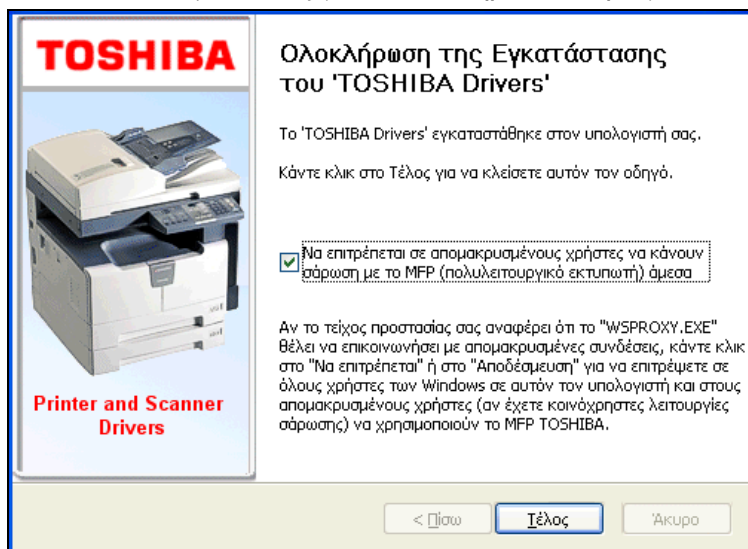 TOSHIBA
Printer and Scanner
Drivers
Ολοκλήρωση της Εγκατάστασης
του 'TOSHIBA Drivers'
Το 'TOSHIBA Drivers' εγκαταστάθηκε στον υπολογιστή σας.
Κάντε κλικ στο Τέλος για να κλείσετε αυτόν τον οδηγό.
Να επιτρέπεται σε απομακρυσμένους χρήστες να κάνουν
σάρωση με το MFP (πολυλειτουργικό εκτυπωτή) άμεσα
Αν το τείχος προστασίας σας αναφέρει ότι το "WSPROXY.EXE"
θέλει να επικοινωνήσει με απομακρυσμένες συνδέσεις, κάντε κλικ
στο "Να επιτρέπεται" ή στο "Αποδέσμευση" για να επιτρέψετε σε
όλους χρήστες των Windows σε αυτόν τον υπολογιστή και στους
απομακρυσμένους χρήστες (αν έχετε κοινόχρηστες λειτουργίες
σάρωσης) να χρησιμοποιούν το MFP TOSHIBA.
< Πίσω Τέλος Άκυρο